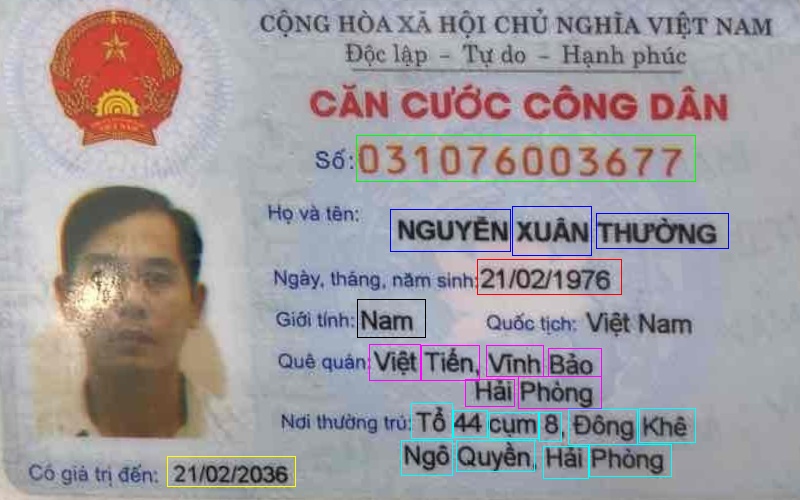 CỘNG HÒA XÃ HỘI CHỦ NGHĨA VIỆT NAM
Độc lập - Tự do - Hạnh phúc
CĂN CƯỚC CÔNG DÂN
Số: 031076003677
Họ và tên: NGUYỄN XUÂN THƯỜNG
Ngày, tháng, năm sinh: 21/02/1976
Giới tính: Nam Quốc tịch: Việt Nam
Quê quán: Việt Tiến, Vĩnh Bảo
Hải Phòng
Nơi thường trú: Tổ 44 cụm 8, Đông Khê
Ngô Quyền, Hải Phòng
Có giá trị đến: 21/02/2036